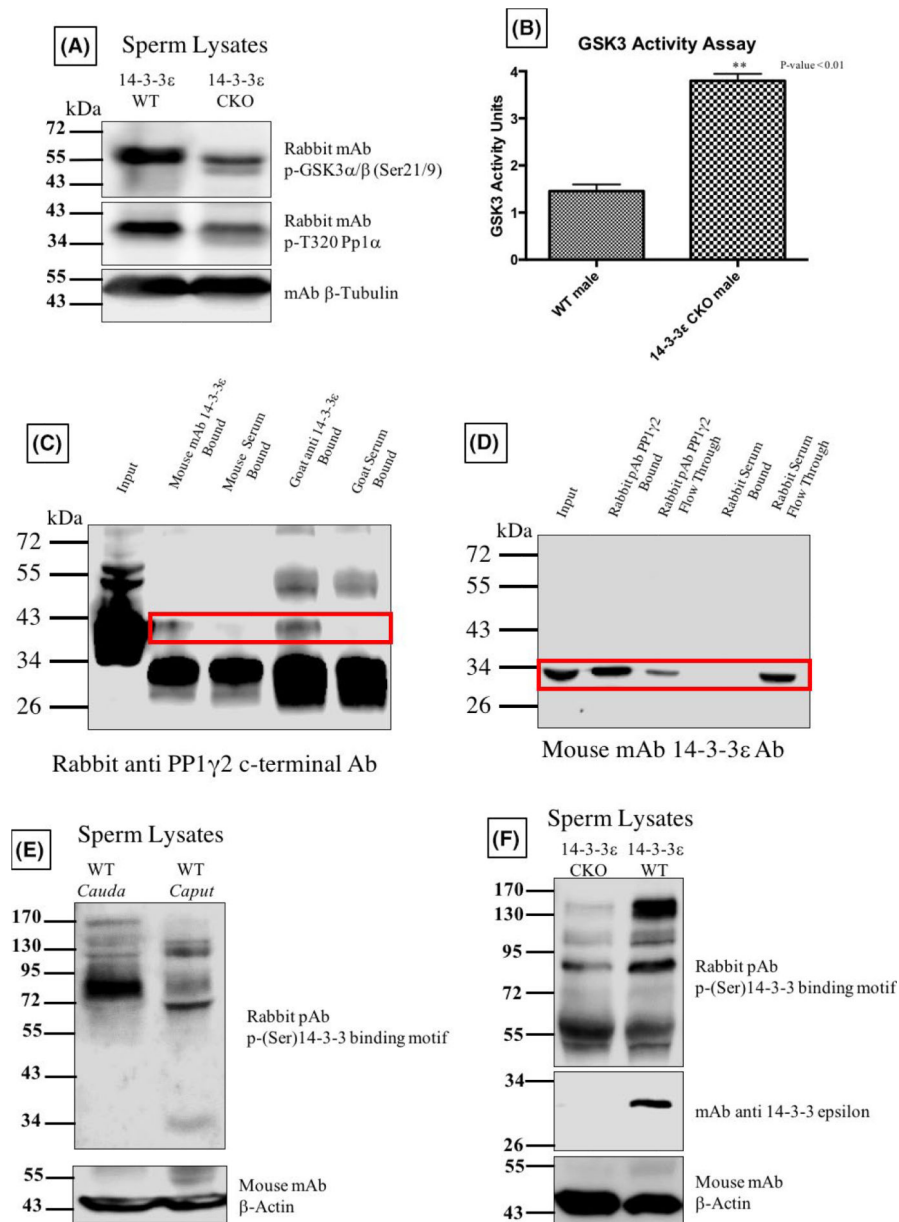 (A)
Sperm Lysates
14-3-3ε
WT
14-3-3ε
CKO
kDa
72
55
43
Rabbit mAb
p-GSK3α/β (Ser21/9)
43
34
Rabbit mAb
p-T320 Pp1α
55
43
mAb β-Tubulin
(B)
GSK3 Activity Assay
**
P-value < 0.01
GSK3 Activity Units
4
3
2
1
0
WT male
14-3-3ε CKO male
(C)
Input
Mouse mAb 14-3-3ε
Bound
Mouse Serum
Bound
Goat anti 14-3-3ε
Bound
Goat Serum
Bound
kDa
72
55
43
34
26
Rabbit anti PP1γ2 c-terminal Ab
(D)
Input
Rabbit pAb PP1γ2
Bound
Rabbit pAb PP1γ2
Flow Through
Rabbit Serum
Bound
Rabbit Serum
Flow Through
kDa
72
55
43
34
26
Mouse mAb 14-3-3ε Ab
(E)
Sperm Lysates
WT
Cauda
WT
Caput
170
130
95
72
55
43
34
Rabbit pAb
p-(Ser)14-3-3 binding motif
55
43
Mouse mAb
β-Actin
(F)
Sperm Lysates
14-3-3ε
CKO
14-3-3ε
WT
170
130
95
72
55
Rabbit pAb
p-(Ser)14-3-3 binding motif
34
26
mAb anti 14-3-3 epsilon
55
43
Mouse mAb
β-Actin